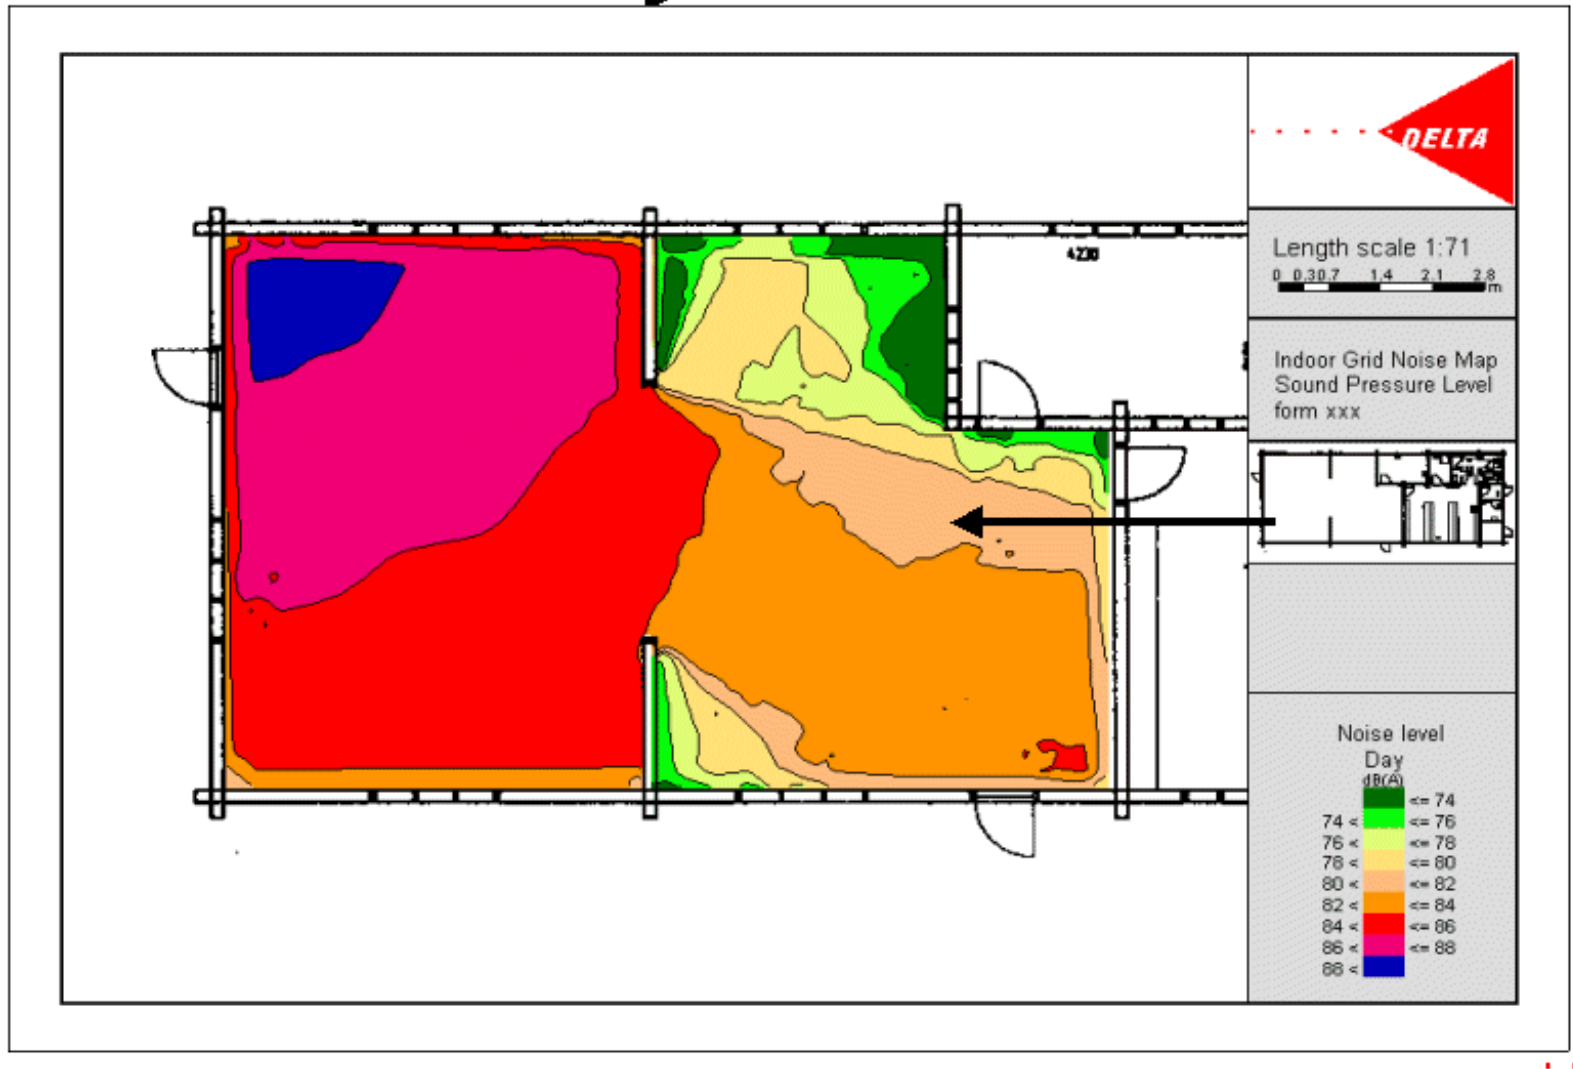 DELTA
Length scale 1:71
0 0.3 0.7 1.4 2.1 2.8
m
4230
Indoor Grid Noise Map
Sound Pressure Level
form xxx
Noise level
Day
dB(A)
<= 74
74 < <= 76
76 < <= 78
78 < <= 80
80 < <= 82
82 < <= 84
84 < <= 86
86 < <= 88
88 <